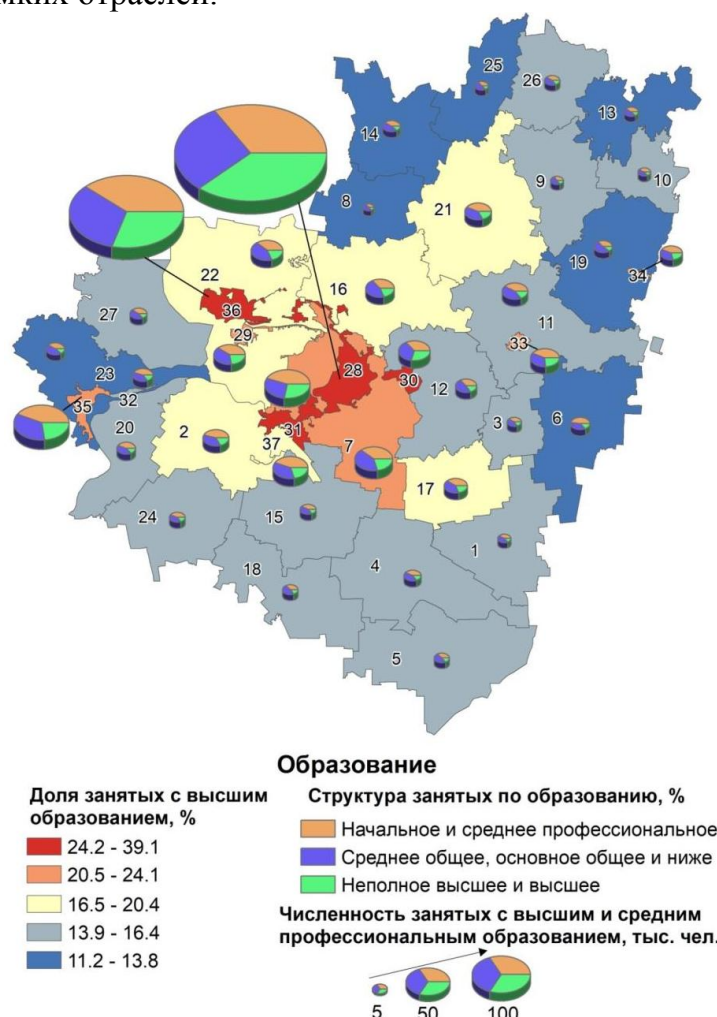 мких отраслей.
25
26
14
13
9
10
8
21
19
34
22
16
27
36
11
29
33
23
28
30
12
32
35
20
2
3
6
37
31
7
17
24
15
1
18
4
5
Образование
Доля занятых с высшим
образованием, %
24.2 - 39.1
20.5 - 24.1
16.5 - 20.4
13.9 - 16.4
11.2 - 13.8
Структура занятых по образованию, %
Начальное и среднее профессиональное
Среднее общее, основное общее и ниже
Неполное высшее и высшее
Численность занятых с высшим и средним
профессиональным образованием, тыс. чел.
5 50 100